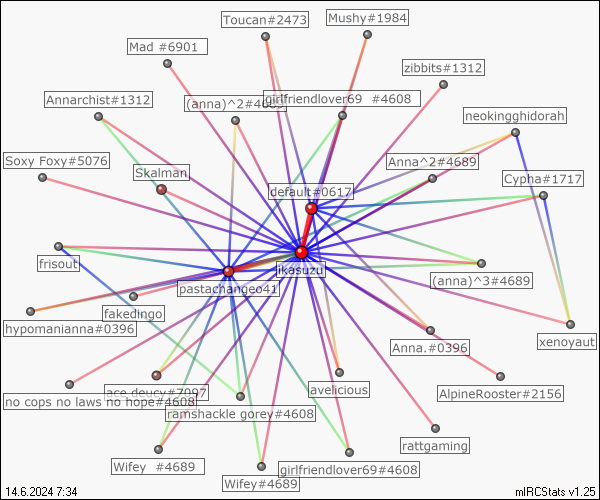 Toucan#2473
Mushy#1984
Mad #6901
zibbits#1312
Annarchist#1312
(anna)^2#4689
girlfriendlover69 #4608
neokingghidorah
Soxy Foxy#5076
Skalman
Anna^2#4689
Cypha#1717
default#0617
frisout
jikasuzu
pastachangeo41
(anna)^3#4689
fakedingo
hypomanianna#0396
Anna.#0396
xenoyaut
no cops no laws no hope#4608
ace deucy#7097
lavelicious
AlpineRooster#2156
ramshackle gorey#4608
rattgaming
Wifey #4689
Wifey#4689
girlfriendlover69#4608
14.6.2024 7:34
mIRCStats v1.25